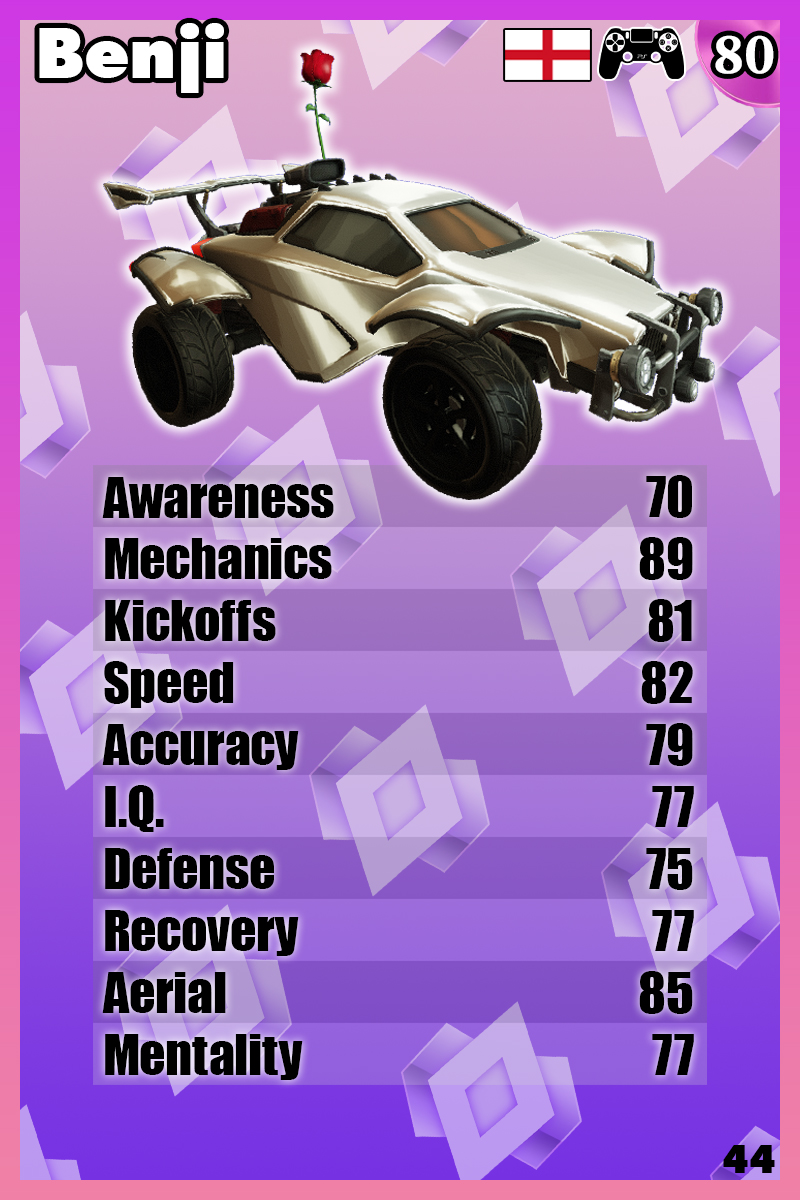 Benji 80
Awareness 70
Mechanics 89
Kickoffs 81
Speed 82
Accuracy 79
I.Q. 77
Defense 75
Recovery 77
Aerial 85
Mentality 77
44